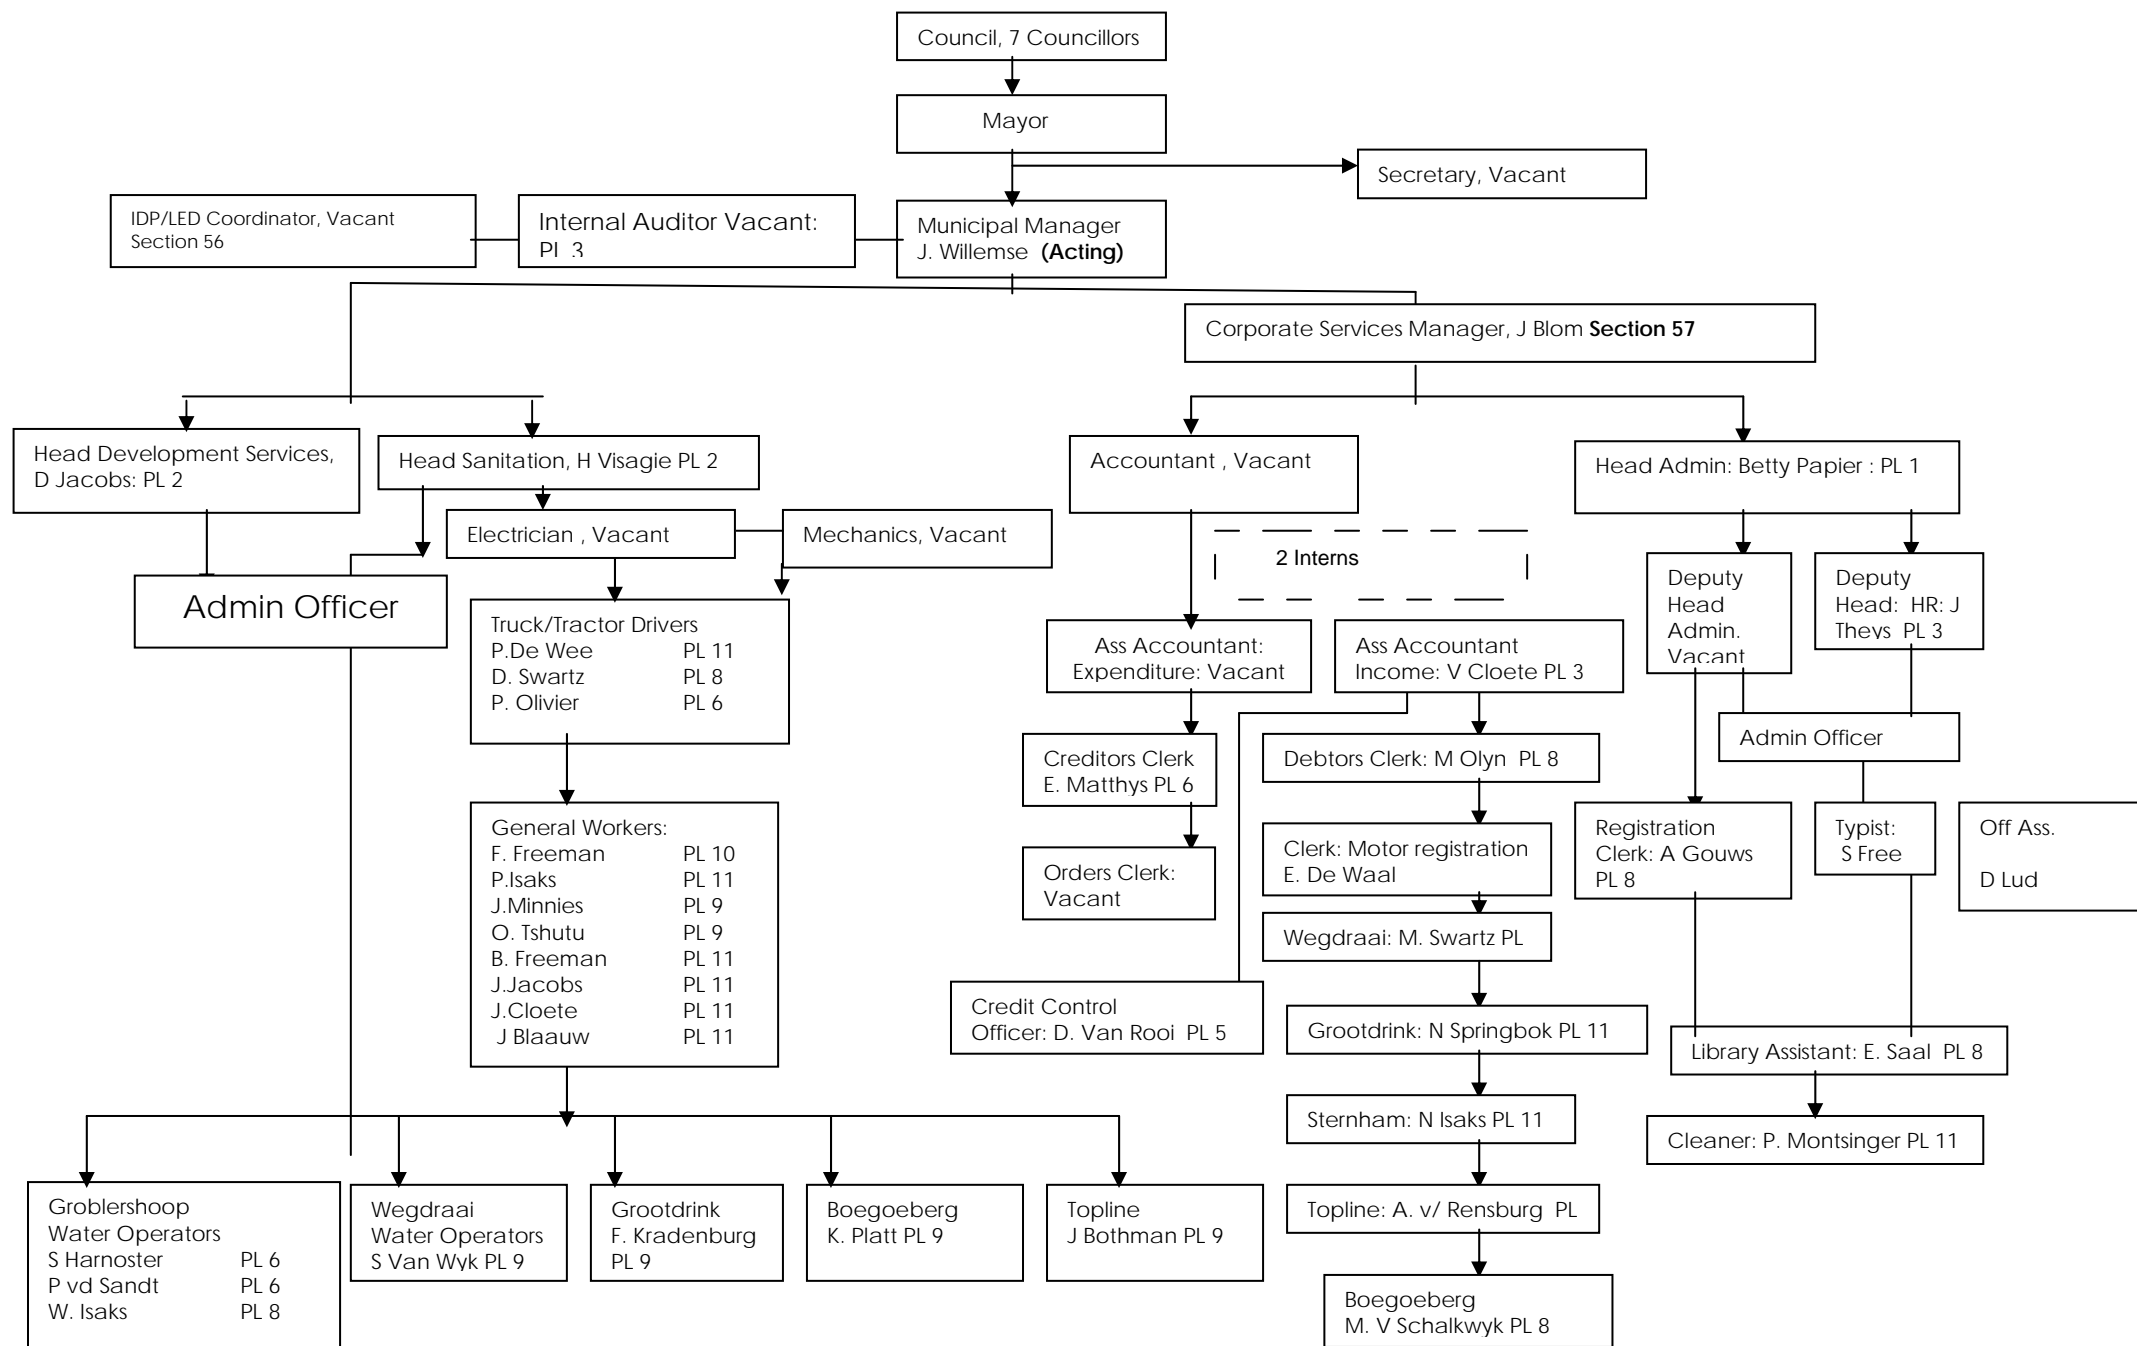 Council, 7 Councillors
Mayor
Secretary, Vacant
IDP/LED Coordinator, Vacant
Section 56
Internal Auditor Vacant:
PL 3
Municipal Manager
J. Willemse (Acting)
Corporate Services Manager, J Blom Section 57
Head Development Services,
D Jacobs: PL 2
Head Sanitation, H Visagie PL 2
Accountant , Vacant
Head Admin: Betty Papier : PL 1
Electrician , Vacant
Mechanics, Vacant
2 Interns
Admin Officer
Truck/Tractor Drivers
P.De Wee PL 11
D. Swartz PL 8
P. Olivier PL 6
Ass Accountant:
Expenditure: Vacant
Ass Accountant
Income: V Cloete PL 3
Deputy
Head
Admin.
Vacant
Deputy
Head: HR: J
Theys PL 3
Admin Officer
Creditors Clerk
E. Matthys PL 6
Debtors Clerk: M Olyn PL 8
General Workers:
F. Freeman PL 10
P.Isaks PL 11
J.Minnies PL 9
O. Tshutu PL 9
B. Freeman PL 11
J.Jacobs PL 11
J.Cloete PL 11
J Blaauw PL 11
Orders Clerk:
Vacant
Clerk: Motor registration
E. De Waal
Registration
Clerk: A Gouws
PL 8
Typist:
S Free
Off Ass.
D Lud
Wegdraai: M. Swartz PL
Credit Control
Officer: D. Van Rooi PL 5
Grootdrink: N Springbok PL 11
Library Assistant: E. Saal PL 8
Sternham: N Isaks PL 11
Cleaner: P. Montsinger PL 11
Groblershoop
Water Operators
S Harnoster PL 6
P vd Sandt PL 6
W. Isaks PL 8
Wegdraai
Water Operators
S Van Wyk PL 9
Grootdrink
F. Kradenburg
PL 9
Boegoeberg
K. Platt PL 9
Topline
J Bothman PL 9
Topline: A. v/ Rensburg PL
Boegoeberg
M. V Schalkwyk PL 8